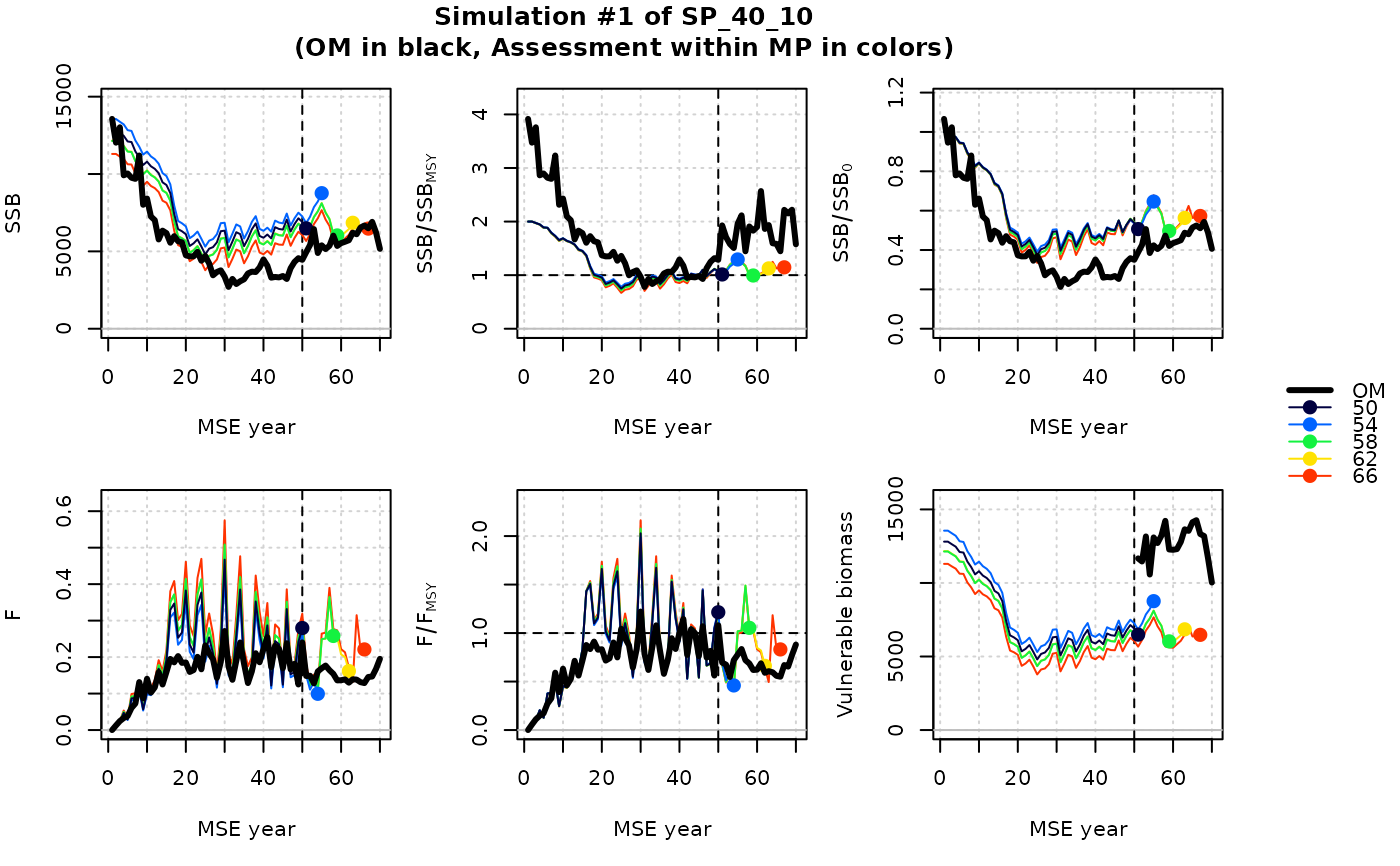 Simulation #1 of SP_40_10
(OM in black, Assessment within MP in colors)
SSB
0 5000 15000
0 20 40 60
MSE year
SSB/SSBMSY
0 1 2 3 4
0 20 40 60
MSE year
SSB/SSB0
0.0 0.4 0.8 1.2
0 20 40 60
MSE year
OM
50
54
58
62
66
F
0.0 0.2 0.4 0.6
0 20 40 60
MSE year
F/FMSY
0.0 1.0 2.0
0 20 40 60
MSE year
Vulnerable biomass
0 5000 15000
0 20 40 60
MSE year